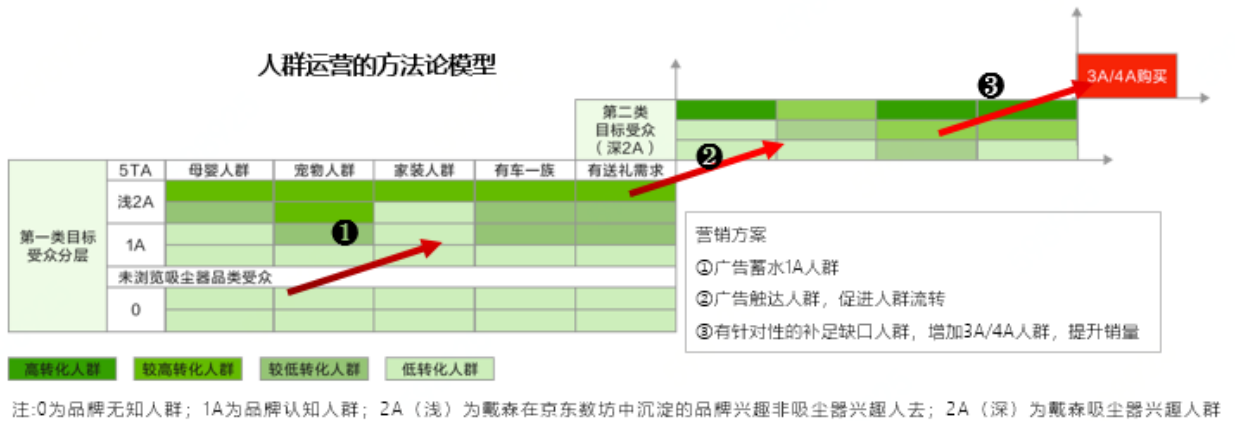 人群运营的方法论模型
❸
3A/4A购买
第二类
目标受众
（深2A）
❷
5TA 母婴人群 宠物人群 家装人群 有车一族 有送礼需求
浅2A
第一类目标
受众分层
❶
1A
未浏览吸尘器品类受众
0
营销方案
①广告蓄水1A人群
②广告触达人群，促进人群流转
③有针对性的补足缺口人群，增加3A/4A人群，提升销量
高转化人群 较高转化人群 较低转化人群 低转化人群
注:0为品牌无知人群；1A为品牌认知人群；2A（浅）为戴森在京东数坊中沉淀的品牌兴趣非吸尘器兴趣人去；2A（深）为戴森吸尘器兴趣人群